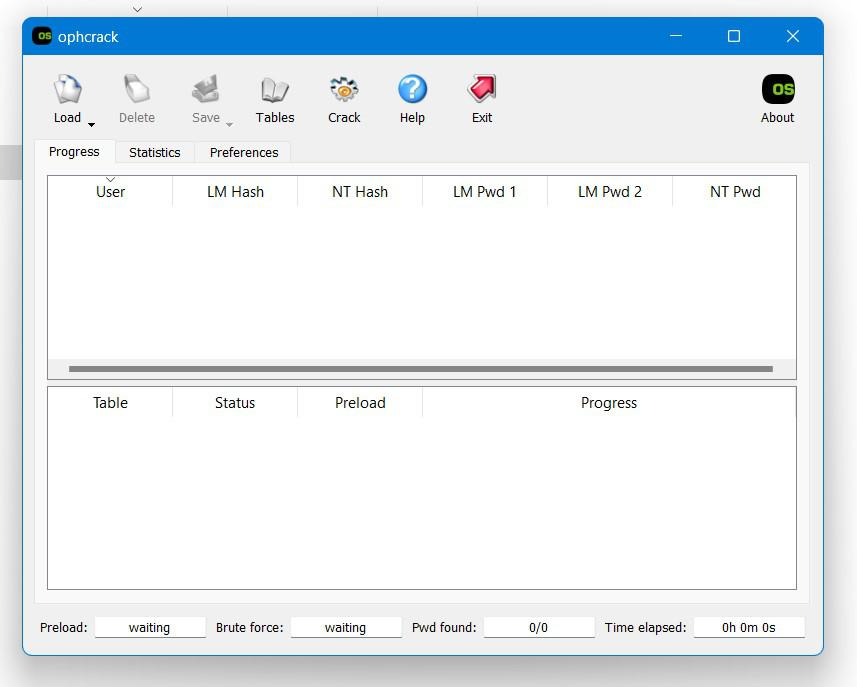 OS ophcrack
Load Delete Save Tables Crack Help Exit OS About
Progress Statistics Preferences
User LM Hash NT Hash LM Pwd 1 LM Pwd 2 NT Pwd
Table Status Preload Progress
Preload: waiting Brute force: waiting Pwd found: 0/0 Time elapsed: 0h 0m 0s